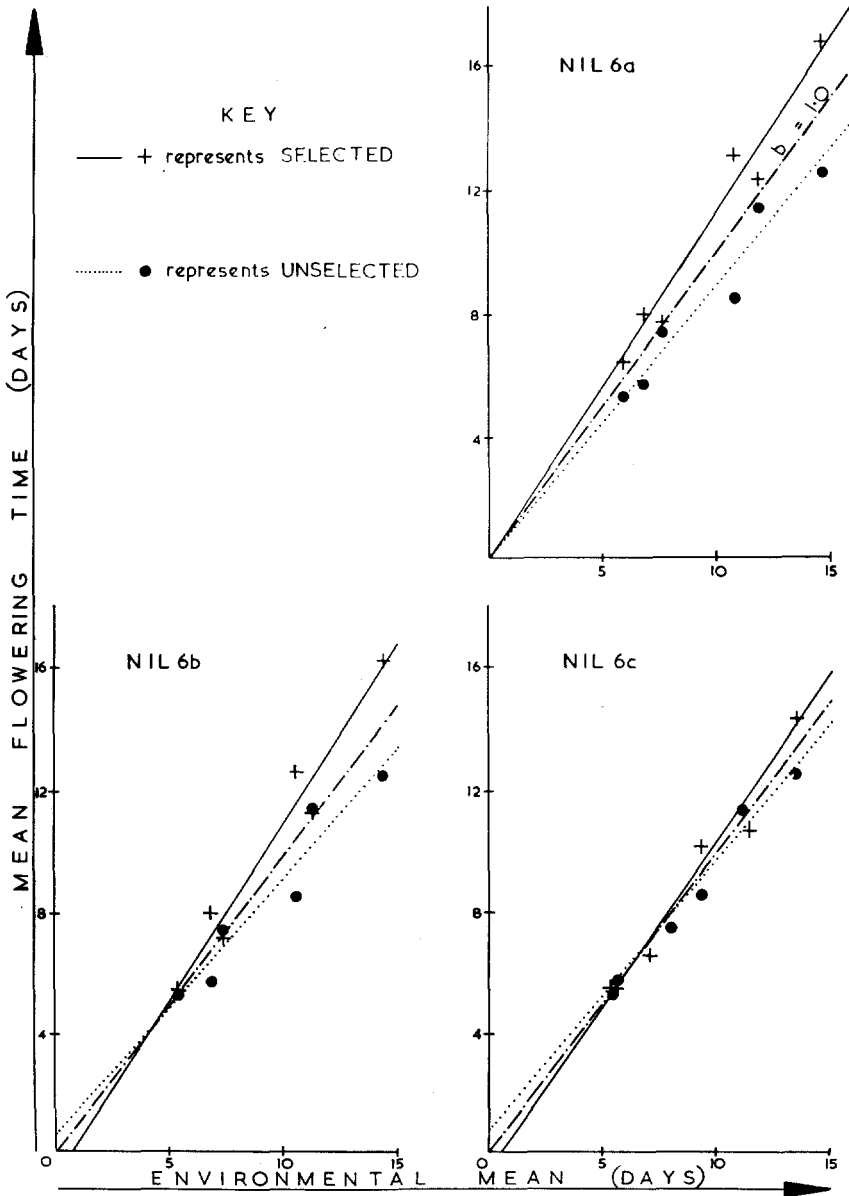 NIL 6a
KEY
+ represents SELECTED
● represents UNSELECTED
b = 1.0
16
12
8
4
5
10
15
MEAN FLOWERING TIME (DAYS)
NIL 6b
16
12
8
4
0
5
10
15
NIL 6c
16
12
8
4
0
5
10
15
ENVIRONMENTAL MEAN (DAYS)